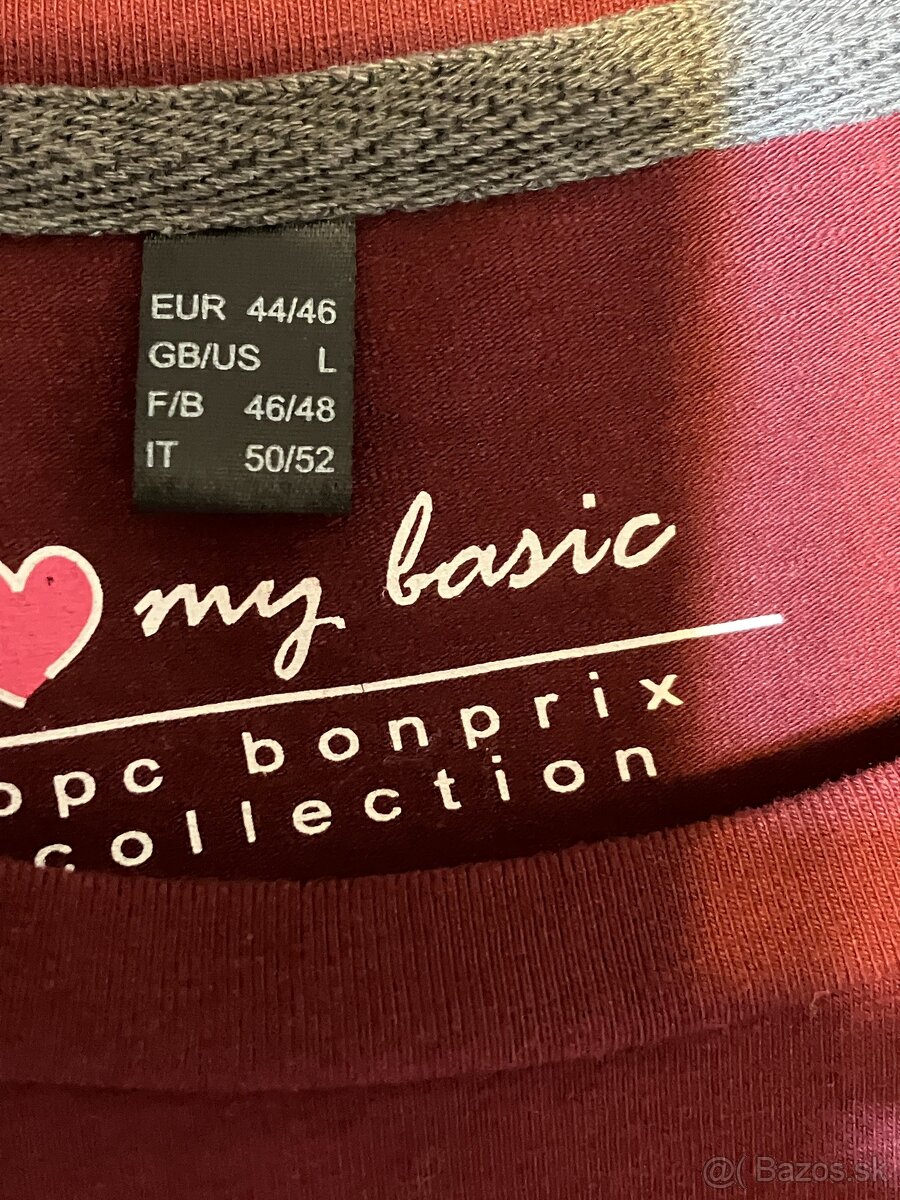 EUR 44/46
GB/US L
F/B 46/48
IT 50/52
my basic
bpc bonprix
collection
@( Bazos.sk